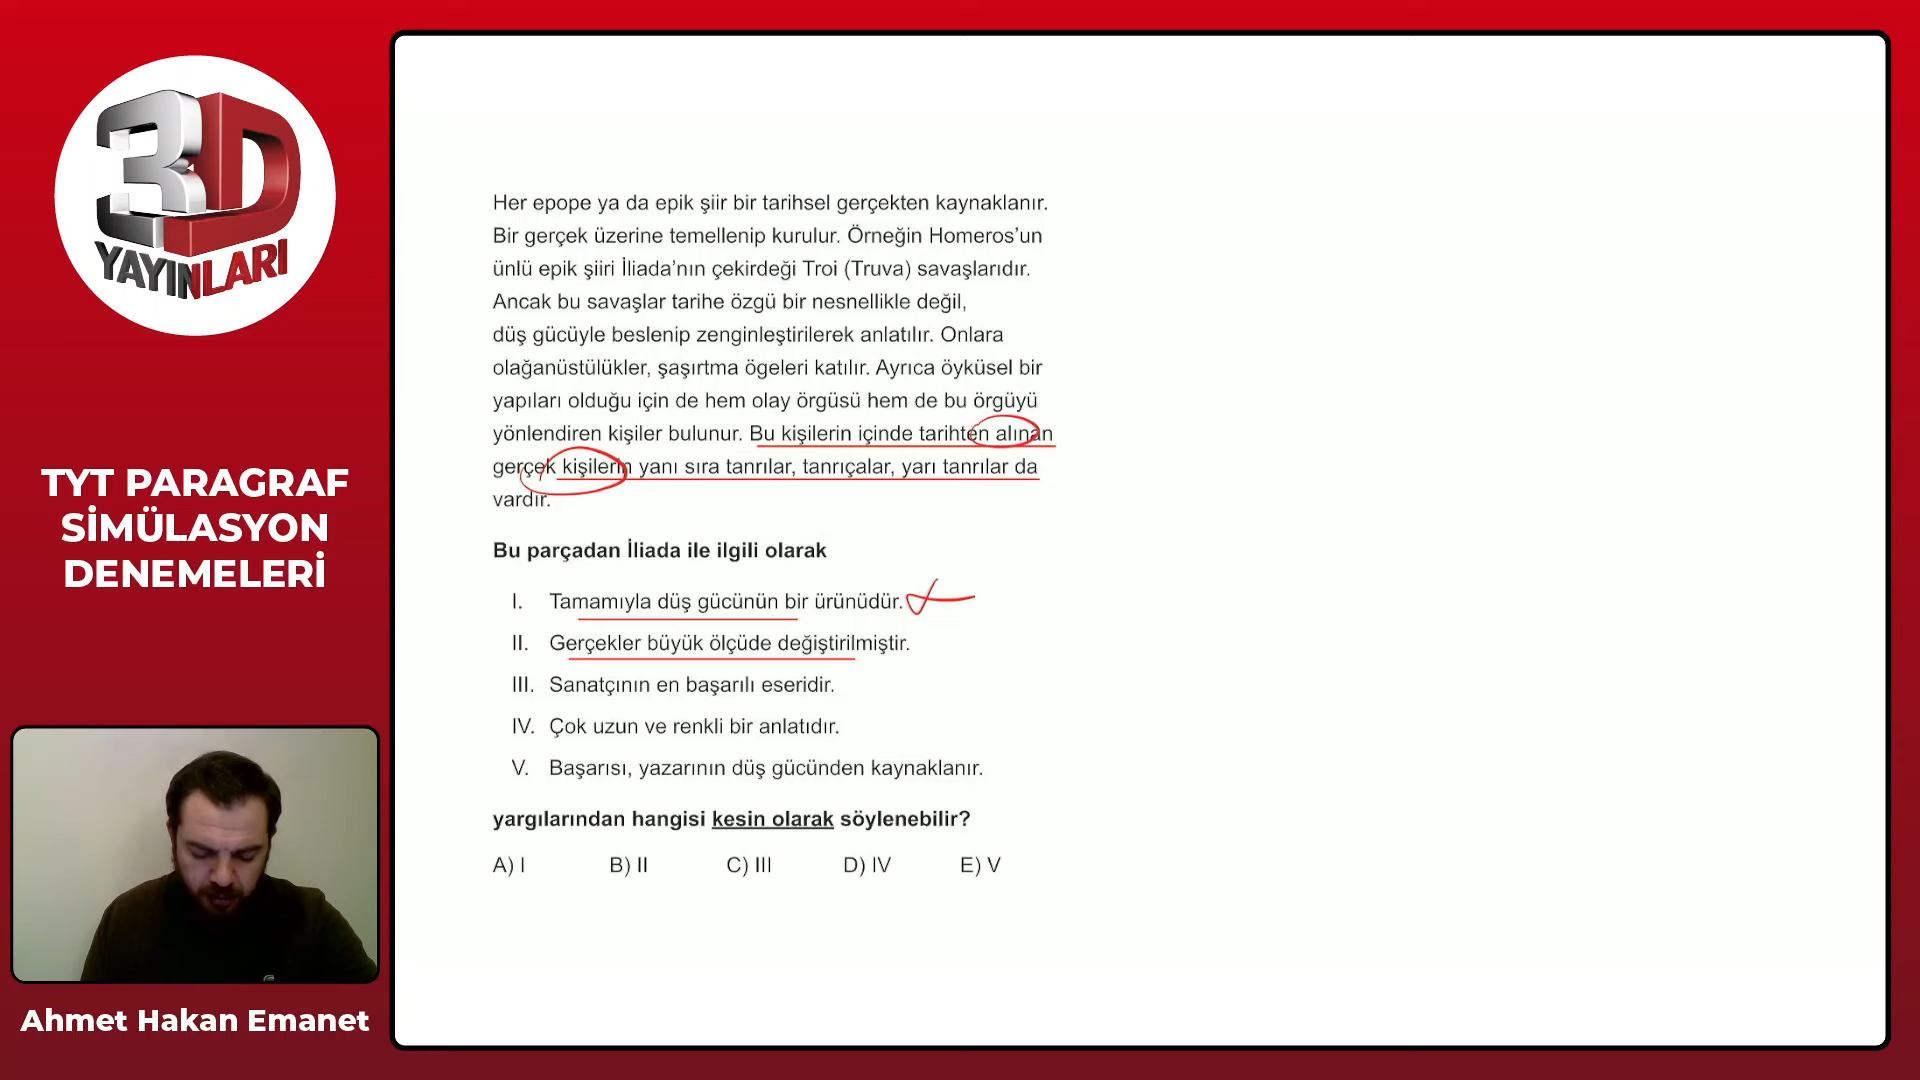 3D
YAYINLARI
TYT PARAGRAF
SİMÜLASYON
DENEMELERİ
Ahmet Hakan Emanet
Her epope ya da epik şiir bir tarihsel gerçekten kaynaklanır.
Bir gerçek üzerine temellenip kurulur. Örneğin Homeros’un
ünlü epik şiiri İliada’nın çekirdeği Troi (Truva) savaşlarıdır.
Ancak bu savaşlar tarihe özgü bir nesnellikle değil,
düş gücüyle beslenip zenginleştirilerek anlatılır. Onlara
olağanüstülükler, şaşırtma ögeleri katılır. Ayrıca öyküsel bir
yapıları olduğu için de hem olay örgüsü hem de bu örgüyü
yönlendiren kişiler bulunur. Bu kişilerin içinde tarihten alınan
gerçek kişilerin yanı sıra tanrılar, tanrıçalar, yarı tanrılar da
vardır.
Bu parçadan İliada ile ilgili olarak
I. Tamamıyla düş gücünün bir ürünüdür.
II. Gerçekler büyük ölçüde değiştirilmiştir.
III. Sanatçının en başarılı eseridir.
IV. Çok uzun ve renkli bir anlatıdır.
V. Başarısı, yazarının düş gücünden kaynaklanır.
yargılarından hangisi kesin olarak söylenebilir?
A) I B) II C) III D) IV E) V